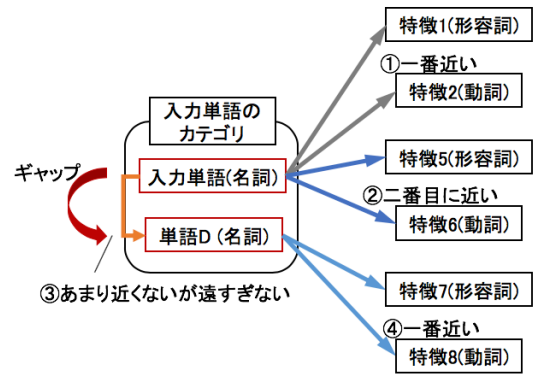 特徴1(形容詞)
①一番近い
特徴2(動詞)
入力単語の
カテゴリ
ギャップ
入力単語(名詞)
特徴5(形容詞)
②二番目に近い
特徴6(動詞)
単語D(名詞)
③あまり近くないが遠すぎない
特徴7(形容詞)
④一番近い
特徴8(動詞)